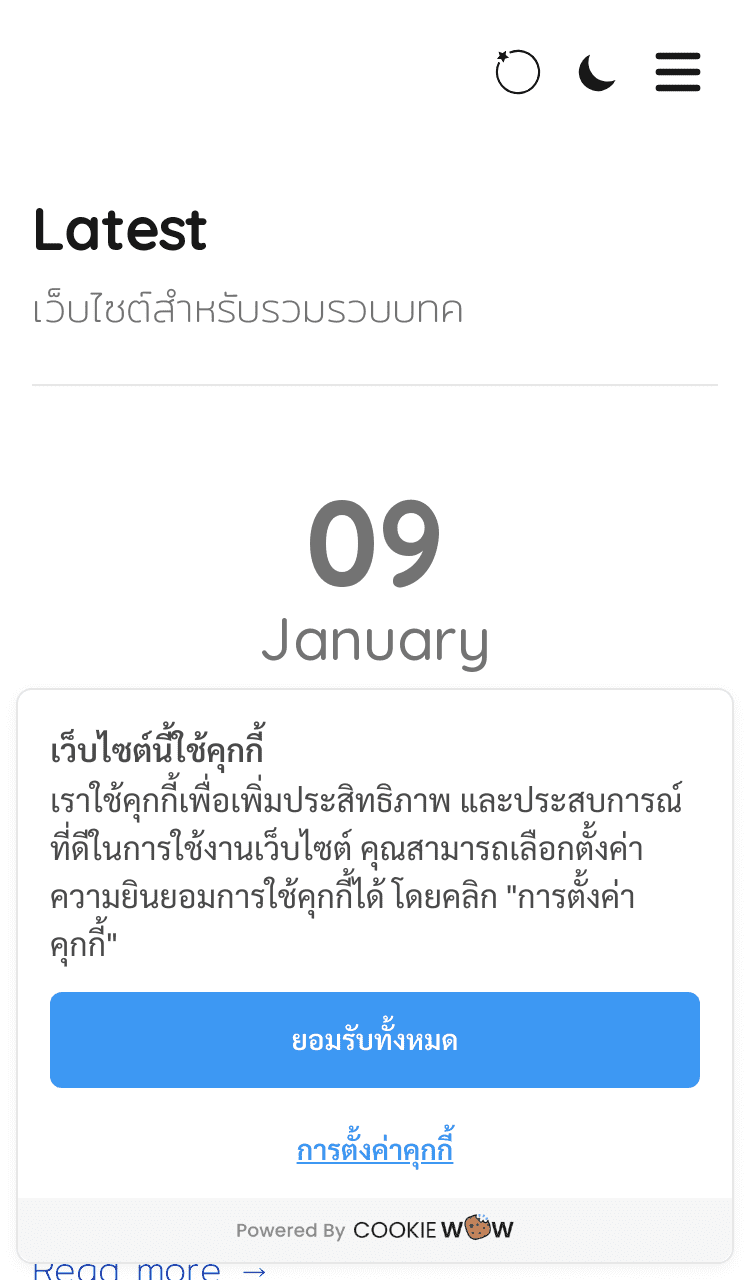 Latest
เว็บไซต์สำหรับรวมรวบบทค
09
January
เว็บไซต์นี้ใช้คุกกี้
เราใช้คุกกี้เพื่อเพิ่มประสิทธิภาพ และประสบการณ์
ที่ดีในการใช้งานเว็บไซต์ คุณสามารถเลือกตั้งค่า
ความยินยอมการใช้คุกกี้ได้ โดยคลิก "การตั้งค่า
คุกกี้"
ยอมรับทั้งหมด
การตั้งค่าคุกกี้
Powered By COOKIE WOW
Read more →